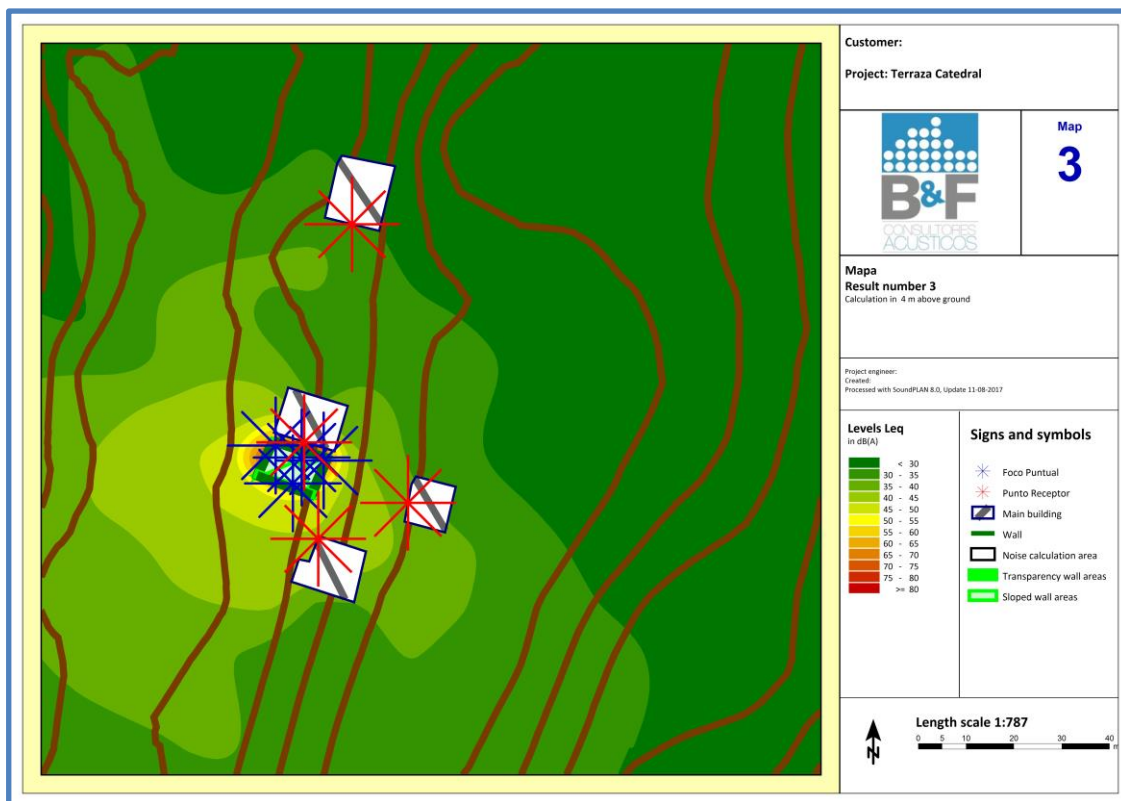 Customer:
Project: Terraza Catedral
B&F
CONSULTORES
ACUSTICOS
Map
3
Mapa
Result number 3
Calculation in 4 m above ground
Project engineer:
Created:
Processed with SoundPLAN 8.0, Update 11-08-2017
Levels Leq
in dB(A)
< 30
30 - 35
35 - 40
40 - 45
45 - 50
50 - 55
55 - 60
60 - 65
65 - 70
70 - 75
75 - 80
>= 80
Signs and symbols
Foco Puntual
Punto Receptor
Main building
Wall
Noise calculation area
Transparency wall areas
Sloped wall areas
N
Length scale 1:787
0 5 10 20 30 40
m